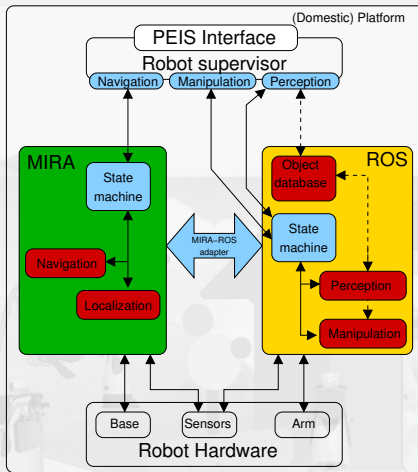 (Domestic) Platform
PEIS Interface
Robot supervisor
Navigation
Manipulation
Perception
MIRA
State
machine
Navigation
Localization
MIRA−ROS
adapter
ROS
Object
database
State
machine
Perception
Manipulation
Base
Sensors
Arm
Robot Hardware